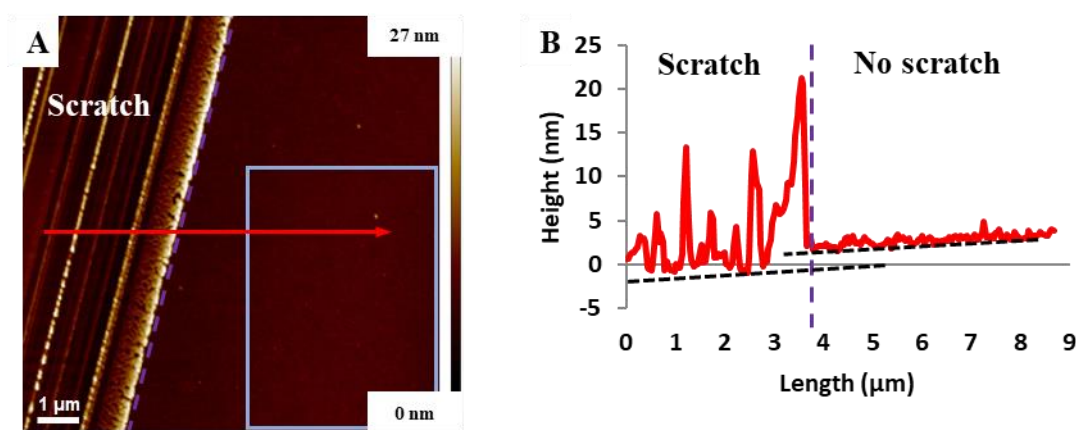 A
27 nm
Scratch
1 µm
0 nm
B
Scratch
No scratch
Height (nm)
25
20
15
10
5
0
-5
0 1 2 3 4 5 6 7 8 9
Length (µm)